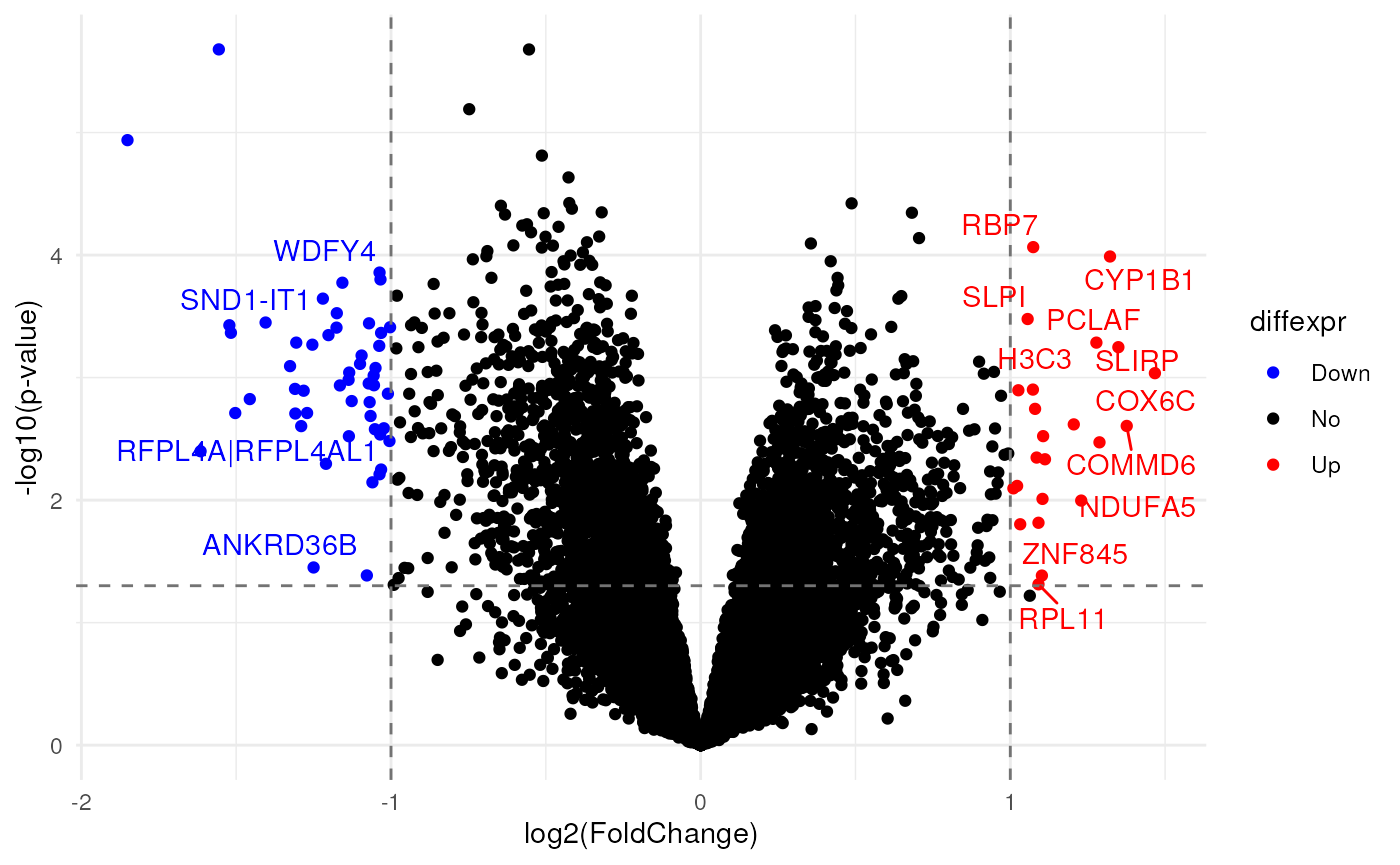 RBP7
WDFY4
CYP1B1
SND1-IT1
SLPI
PCLAF
H3C3
SLIRP
COX6C
RFPL4A|RFPL4AL1
COMMD6
NDUFA5
ANKRD36B
ZNF845
RPL11
4
2
0
-2
-1
0
1
log2(FoldChange)
-log10(p-value)
diffexpr
Down
No
Up